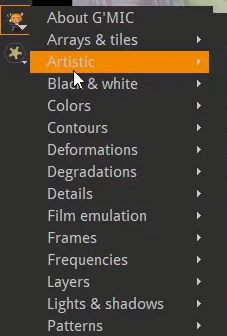 About G'MIC
Arrays & tiles
Artistic
Black & white
Colors
Contours
Deformations
Degradations
Details
Film emulation
Frames
Frequencies
Layers
Lights & shadows
Patterns